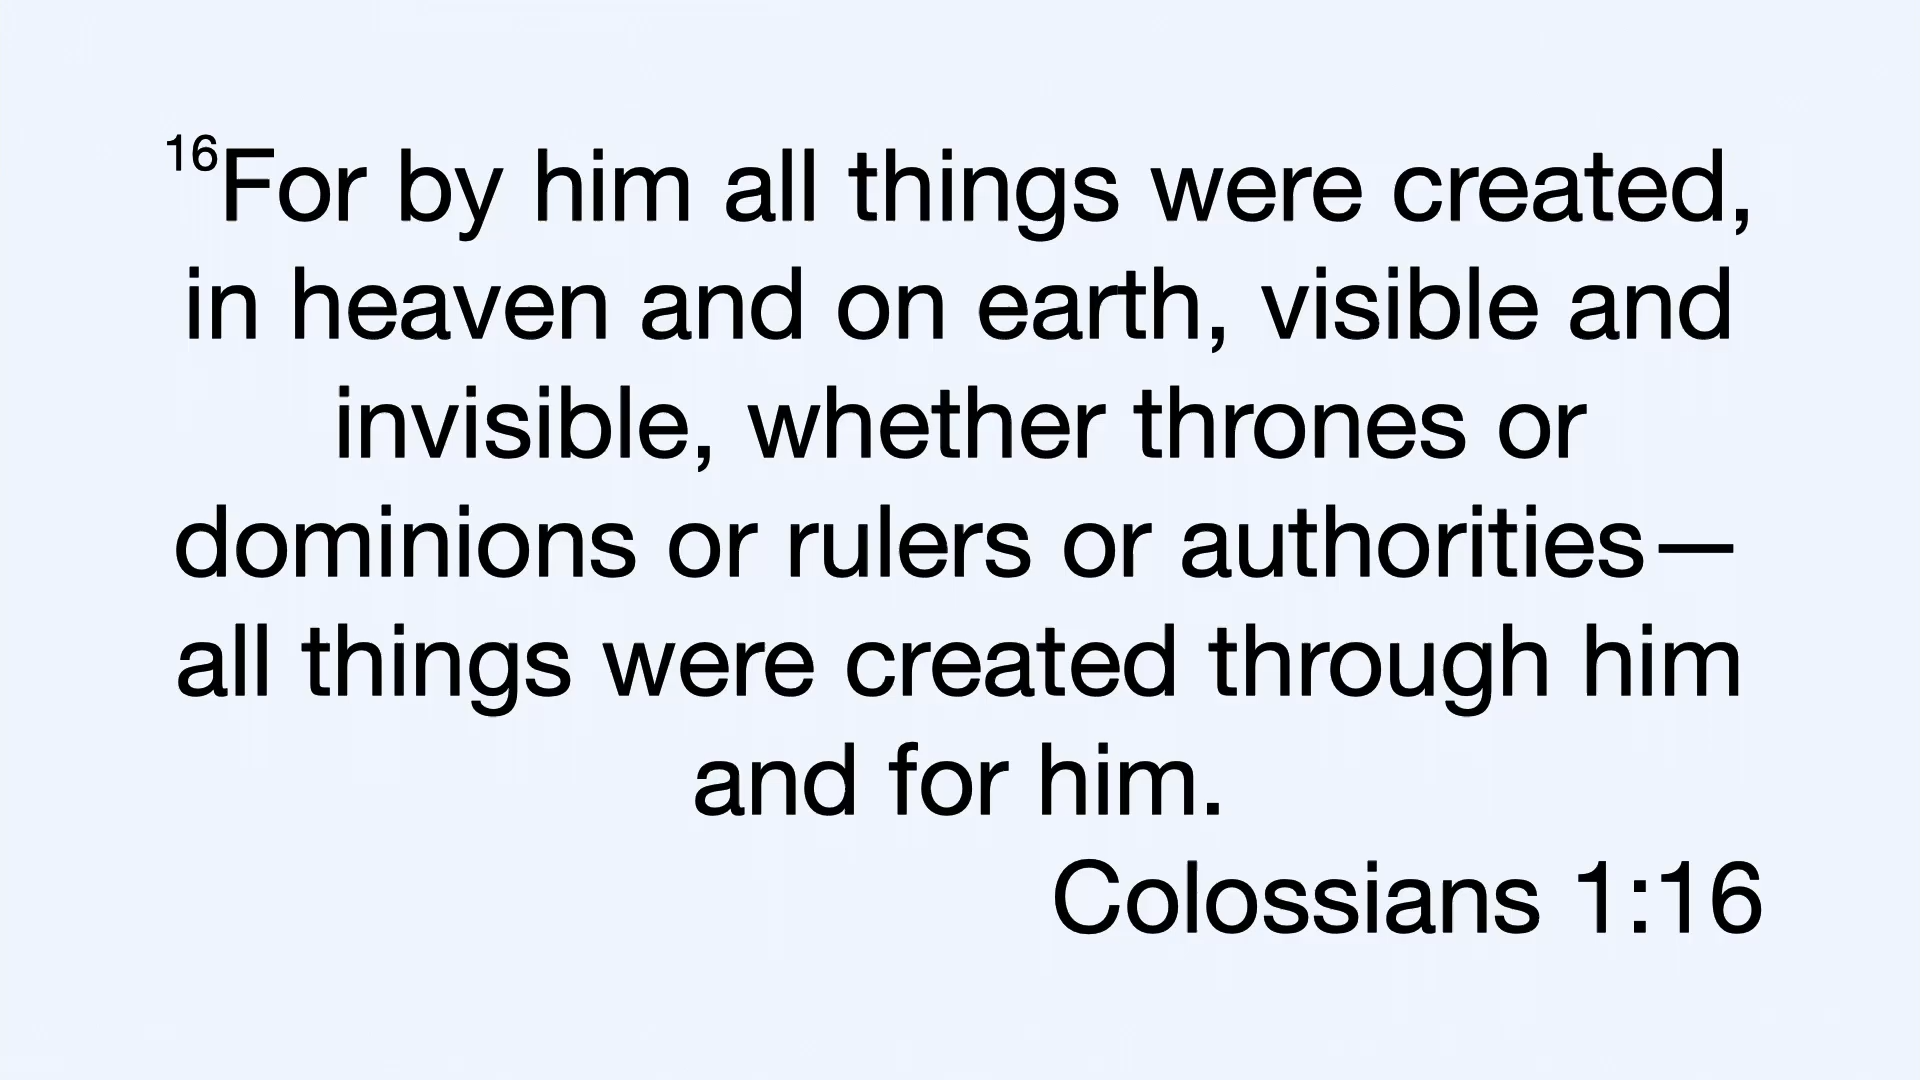 16For by him all things were created,
in heaven and on earth, visible and
invisible, whether thrones or
dominions or rulers or authorities—
all things were created through him
and for him.
Colossians 1:16